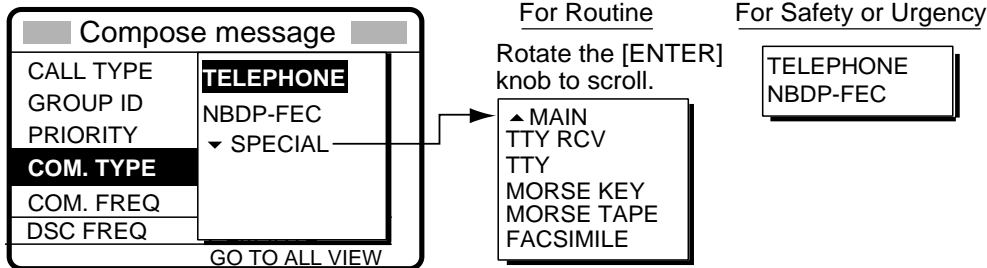 Compose message
CALL TYPE
GROUP ID
PRIORITY
COM. TYPE
COM. FREQ
DSC FREQ
TELEPHONE
NBDP-FEC
▼ SPECIAL
GO TO ALL VIEW
For Routine
Rotate the [ENTER]
knob to scroll.
▲ MAIN
TTY RCV
TTY
MORSE KEY
MORSE TAPE
FACSIMILE
For Safety or Urgency
TELEPHONE
NBDP-FEC